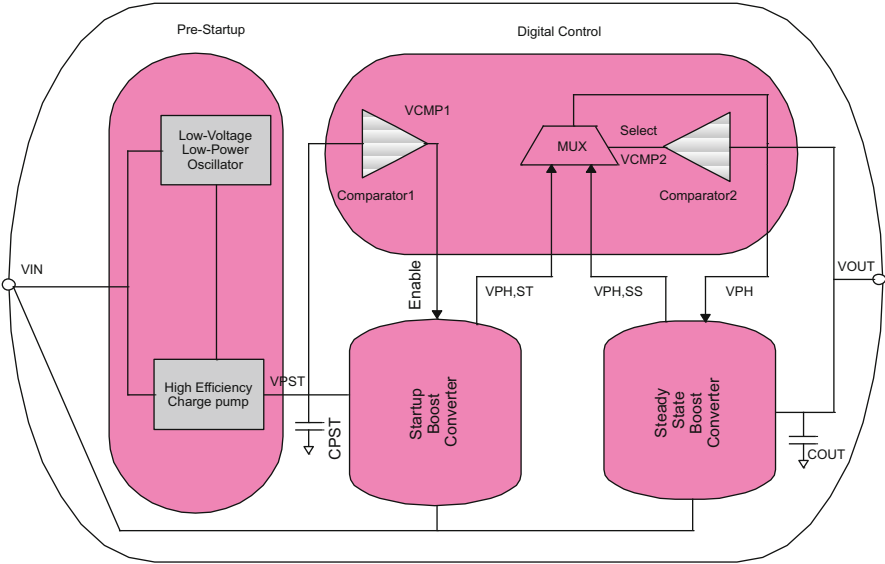 Pre-Startup
Digital Control
Low-Voltage
Low-Power
Oscillator
VCMP1
Comparator1
MUX
Select
VCMP2
Comparator2
VIN
VOUT
Enable
VPH,ST
VPH,SS
VPH
High Efficiency
Charge pump
VPST
CPST
Startup
Boost
Converter
Steady
State
Boost
Converter
COUT